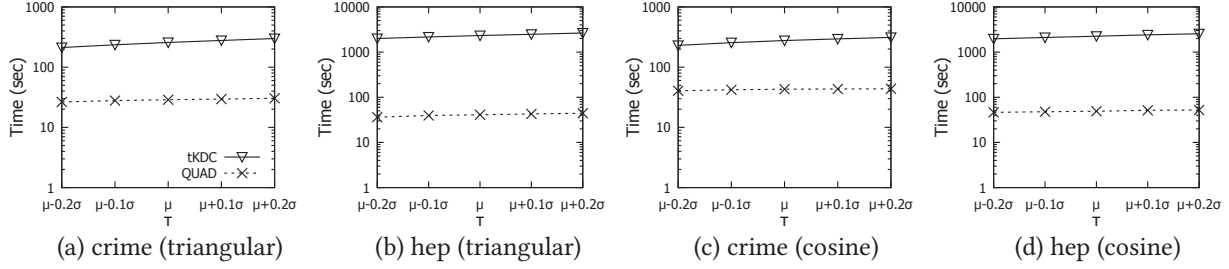 1000
100
10
1
Time (sec)
tKDC
QUAD
μ-0.2σ μ-0.1σ μ μ+0.1σ μ+0.2σ
T
(a) crime (triangular)
10000
1000
100
10
1
Time (sec)
μ-0.2σ μ-0.1σ μ μ+0.1σ μ+0.2σ
T
(b) hep (triangular)
1000
100
10
1
Time (sec)
μ-0.2σ μ-0.1σ μ μ+0.1σ μ+0.2σ
T
(c) crime (cosine)
10000
1000
100
10
1
Time (sec)
μ-0.2σ μ-0.1σ μ μ+0.1σ μ+0.2σ
T
(d) hep (cosine)